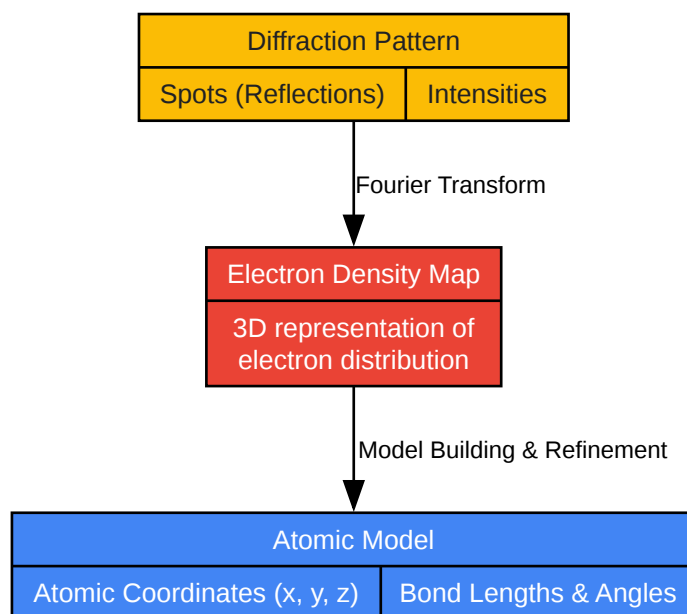 Diffraction Pattern
Spots (Reflections)
Intensities
Fourier Transform
Electron Density Map
3D representation of
electron distribution
Model Building & Refinement
Atomic Model
Atomic Coordinates (x, y, z)
Bond Lengths & Angles